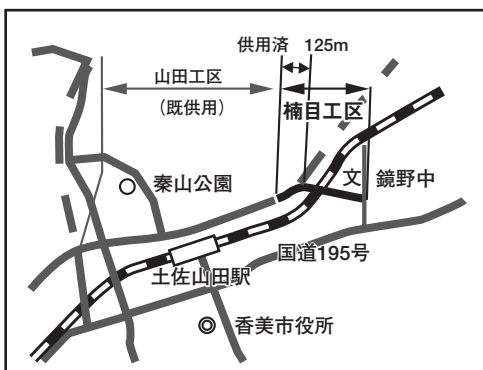 供用済 125m
山田工区
(既供用)
楠目工区
秦山公園
文 鏡野中
国道195号
土佐山田駅
香美市役所